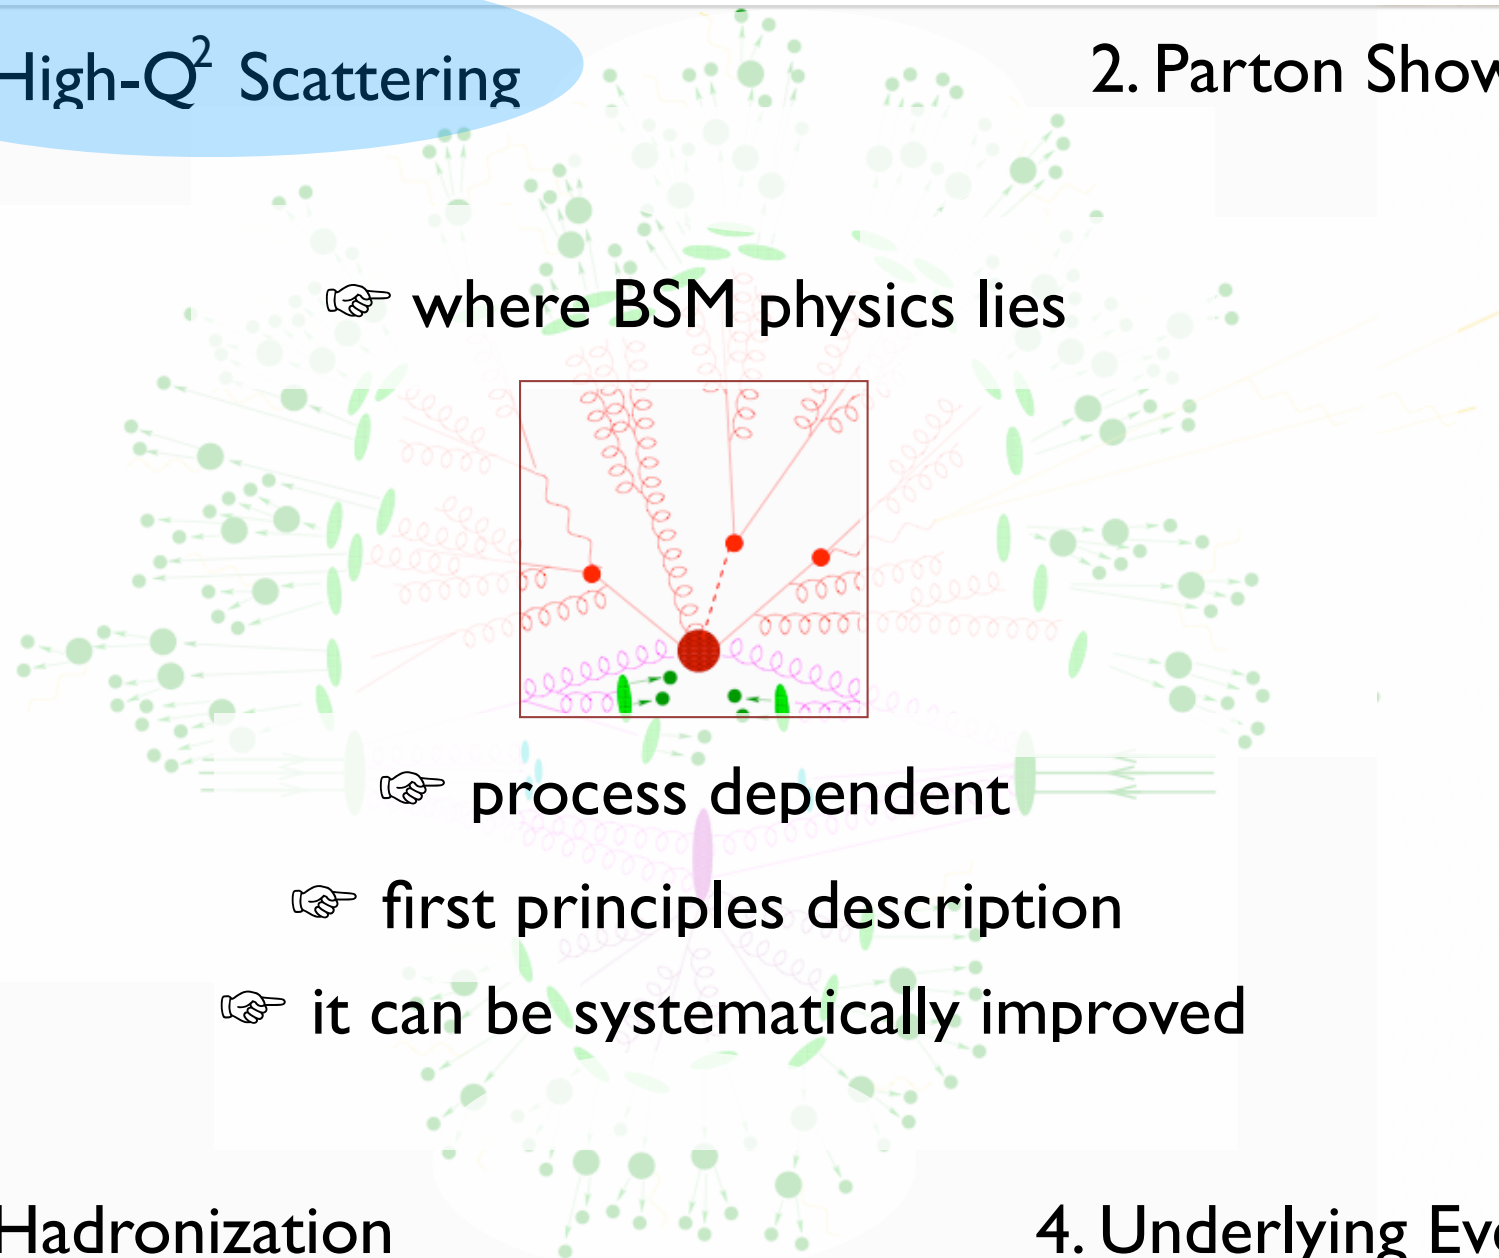 High-Q² Scattering
2. Parton Show
☞ where BSM physics lies
☞ process dependent
☞ first principles description
☞ it can be systematically improved
Hadronization
4. Underlying Eve